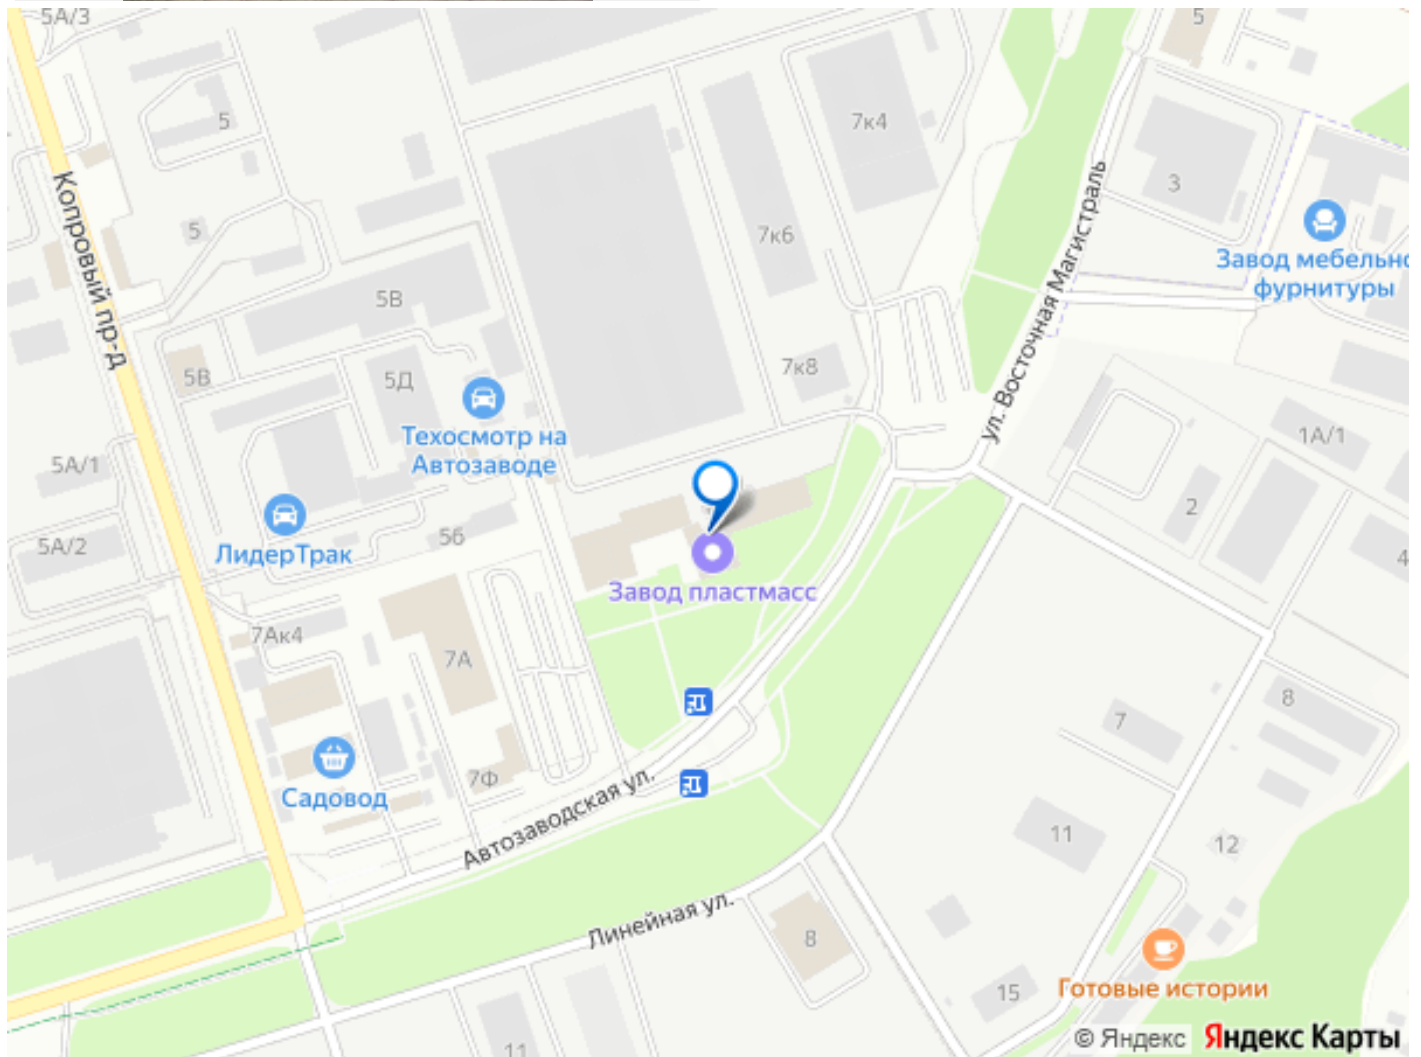 5А/3
5
5
7к4
3
ул. Восточная Магистраль
Копровый пр-д
5
7к6
Завод мебельно
фурнитуры
5В
5В
5Д
7к8
Техосмотр на
Автозаводе
1А/1
5А/1
2
ЛидерТрак
5б
5А/2
4
Завод пластмасс
7Ак4
7А
8
7
7Ф
Садовод
Автозаводская ул.
11
12
Линейная ул.
8
15
Готовые истории
11
© Яндекс Яндекс Карты